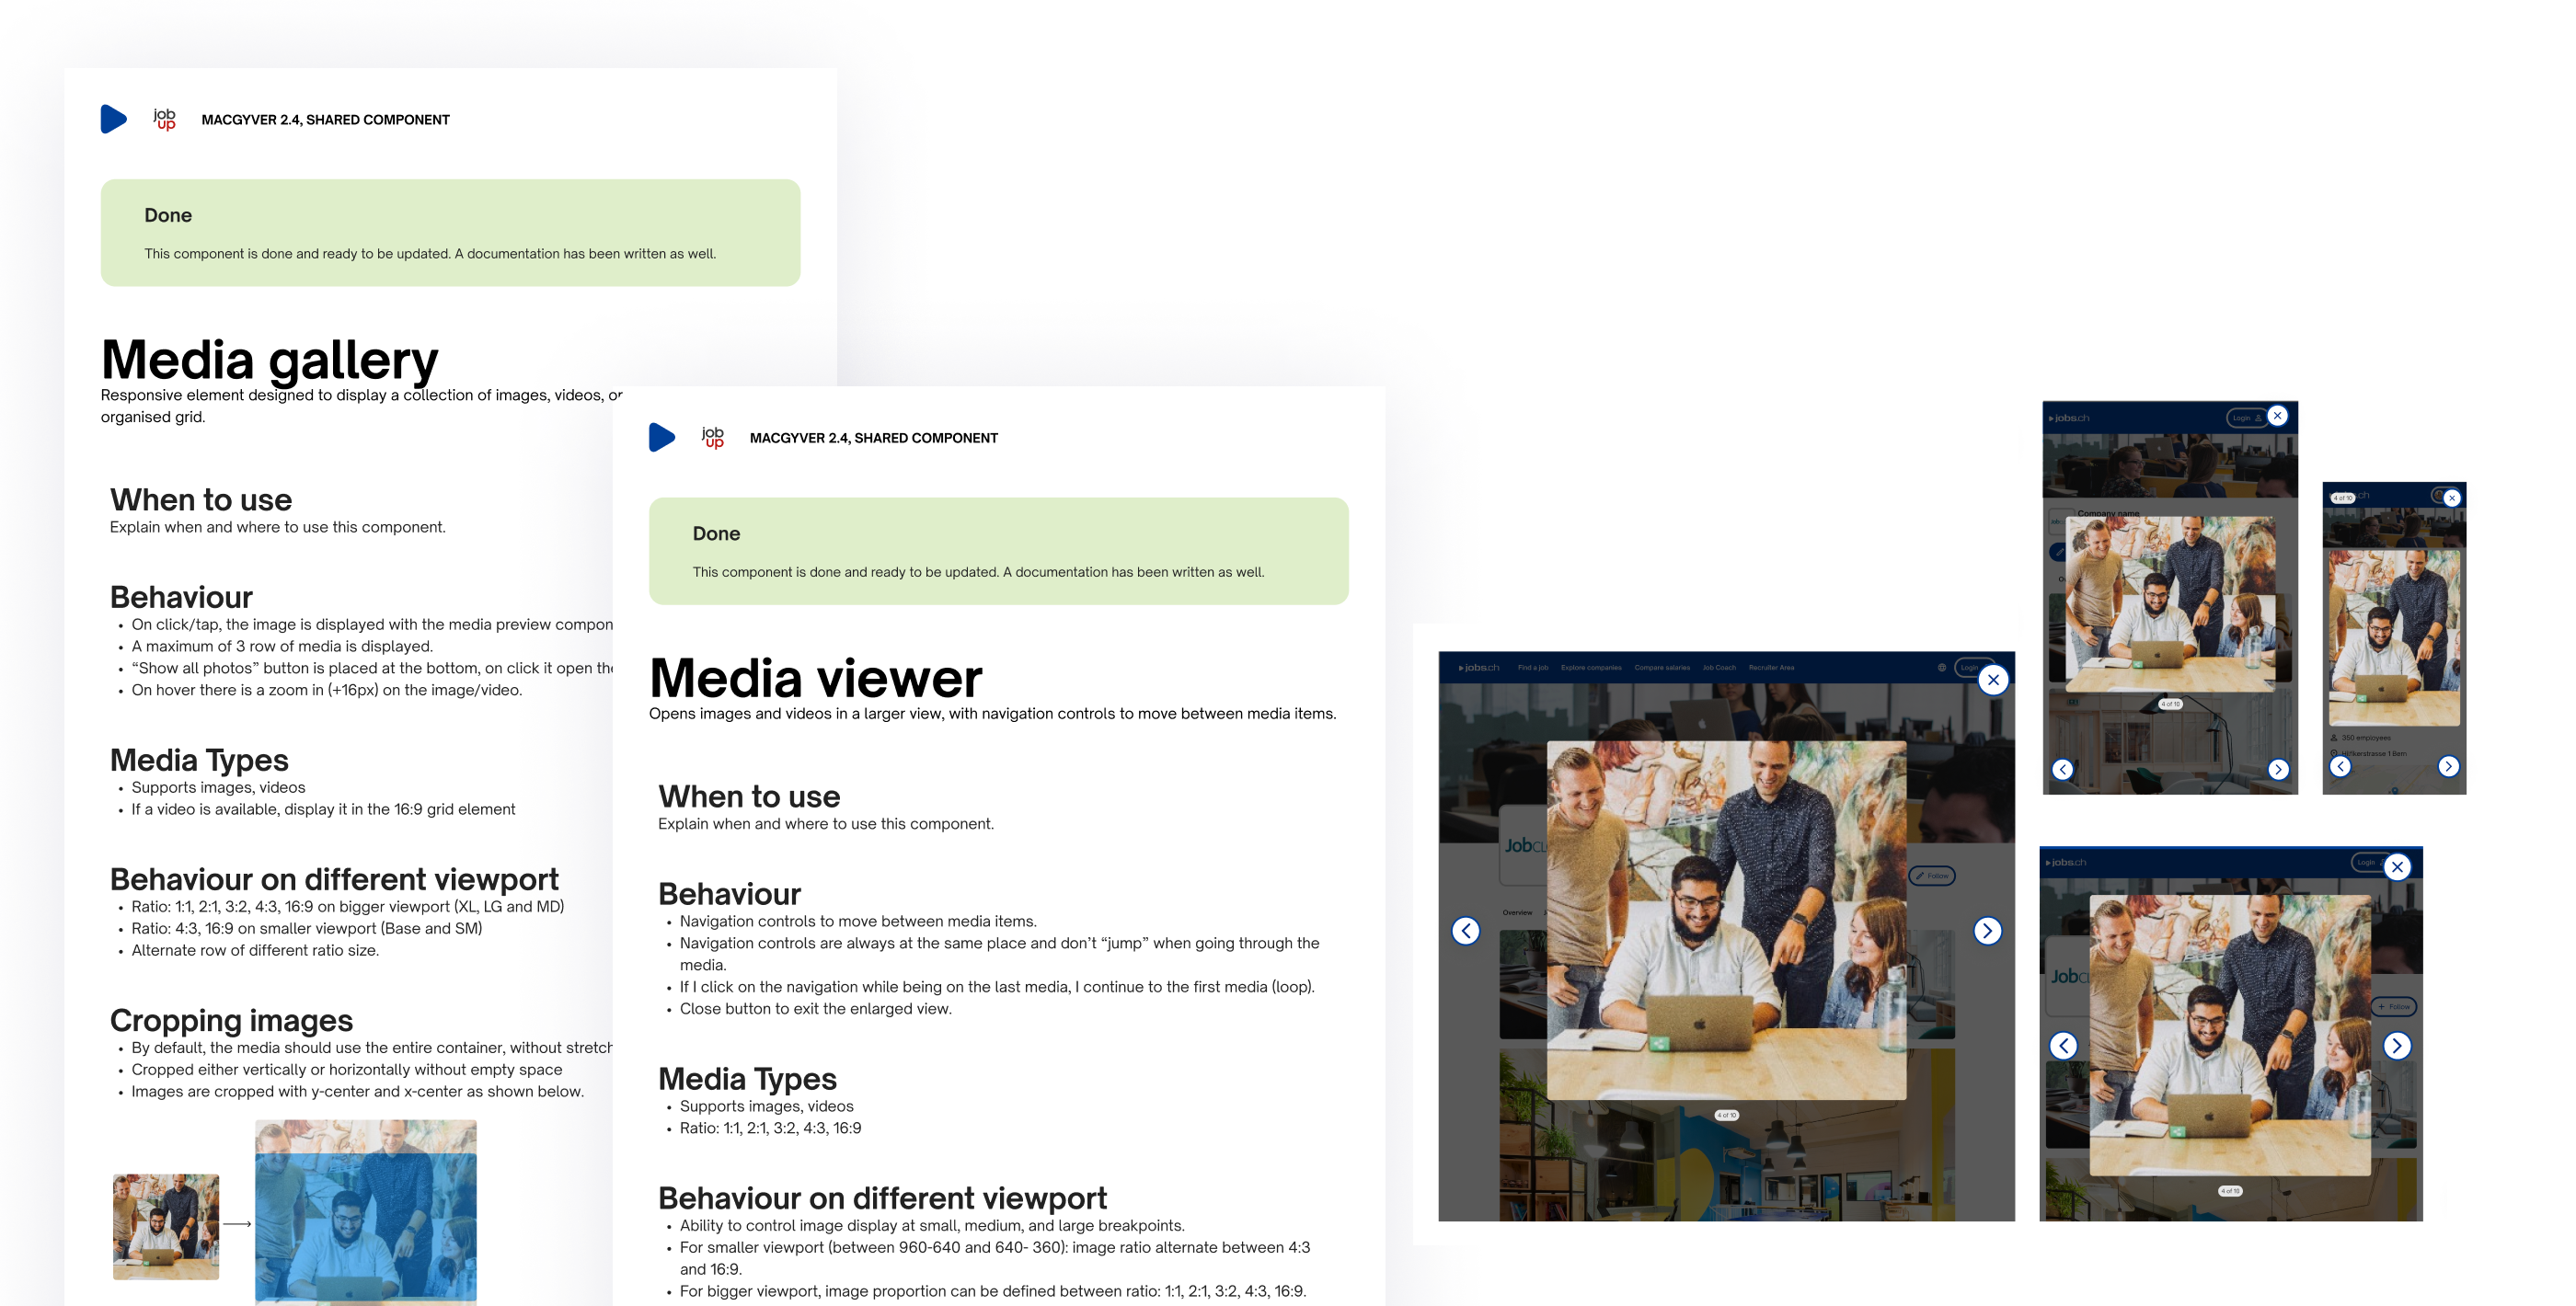 job
up
MACGYVER 2.4, SHARED COMPONENT
Done
This component is done and ready to be updated. A documentation has been written as well.
Media gallery
Responsive element designed to display a collection of images, videos, or
organised grid.
When to use
Explain when and where to use this component.
Behaviour
• On click/tap, the image is displayed with the media preview
• A maximum of 3 row of media is displayed.
• “Show all photos” button is placed at the bottom, on click it open the
• On hover there is a zoom in (+16px) on the image/video.
Media Types
• Supports images, videos
• If a video is available, display it in the 16:9 grid element
Behaviour on different viewport
• Ratio: 1:1, 2:1, 3:2, 4:3, 16:9 on bigger viewport (XL, LG and MD)
• Ratio: 4:3, 16:9 on smaller viewport (Base and SM)
• Alternate row of different ratio size.
Cropping images
• By default, the media should use the entire container, without
• Cropped either vertically or horizontally without empty space
• Images are cropped with y-center and x-center as shown below.
job
up
MACGYVER 2.4, SHARED COMPONENT
Done
This component is done and ready to be updated. A documentation has been written as well.
Media viewer
Opens images and videos in a larger view, with navigation controls to move between media items.
When to use
Explain when and where to use this component.
Behaviour
• Navigation controls to move between media items.
• Navigation controls are always at the same place and don’t “jump” when going through the
media.
• If I click on the navigation while being on the last media, I continue to the first media (loop).
• Close button to exit the enlarged view.
Media Types
• Supports images, videos
• Ratio: 1:1, 2:1, 3:2, 4:3, 16:9
Behaviour on different viewport
• Ability to control image display at small, medium, and large breakpoints.
• For smaller viewport (between 960-640 and 640- 360): image ratio alternate between 4:3
and 16:9.
• For bigger viewport, image proportion can be defined between ratio: 1:1, 2:1, 3:2, 4:3, 16:9.
jobs.ch Find a job Explore companies Compare salaries Job Coach Recruiter Area Login
Follow
Overview
4 of 10
jobs.ch Login
Company name
4 of 10
4 of 10
350 employees
jobs.ch Login
Follow
4 of 10